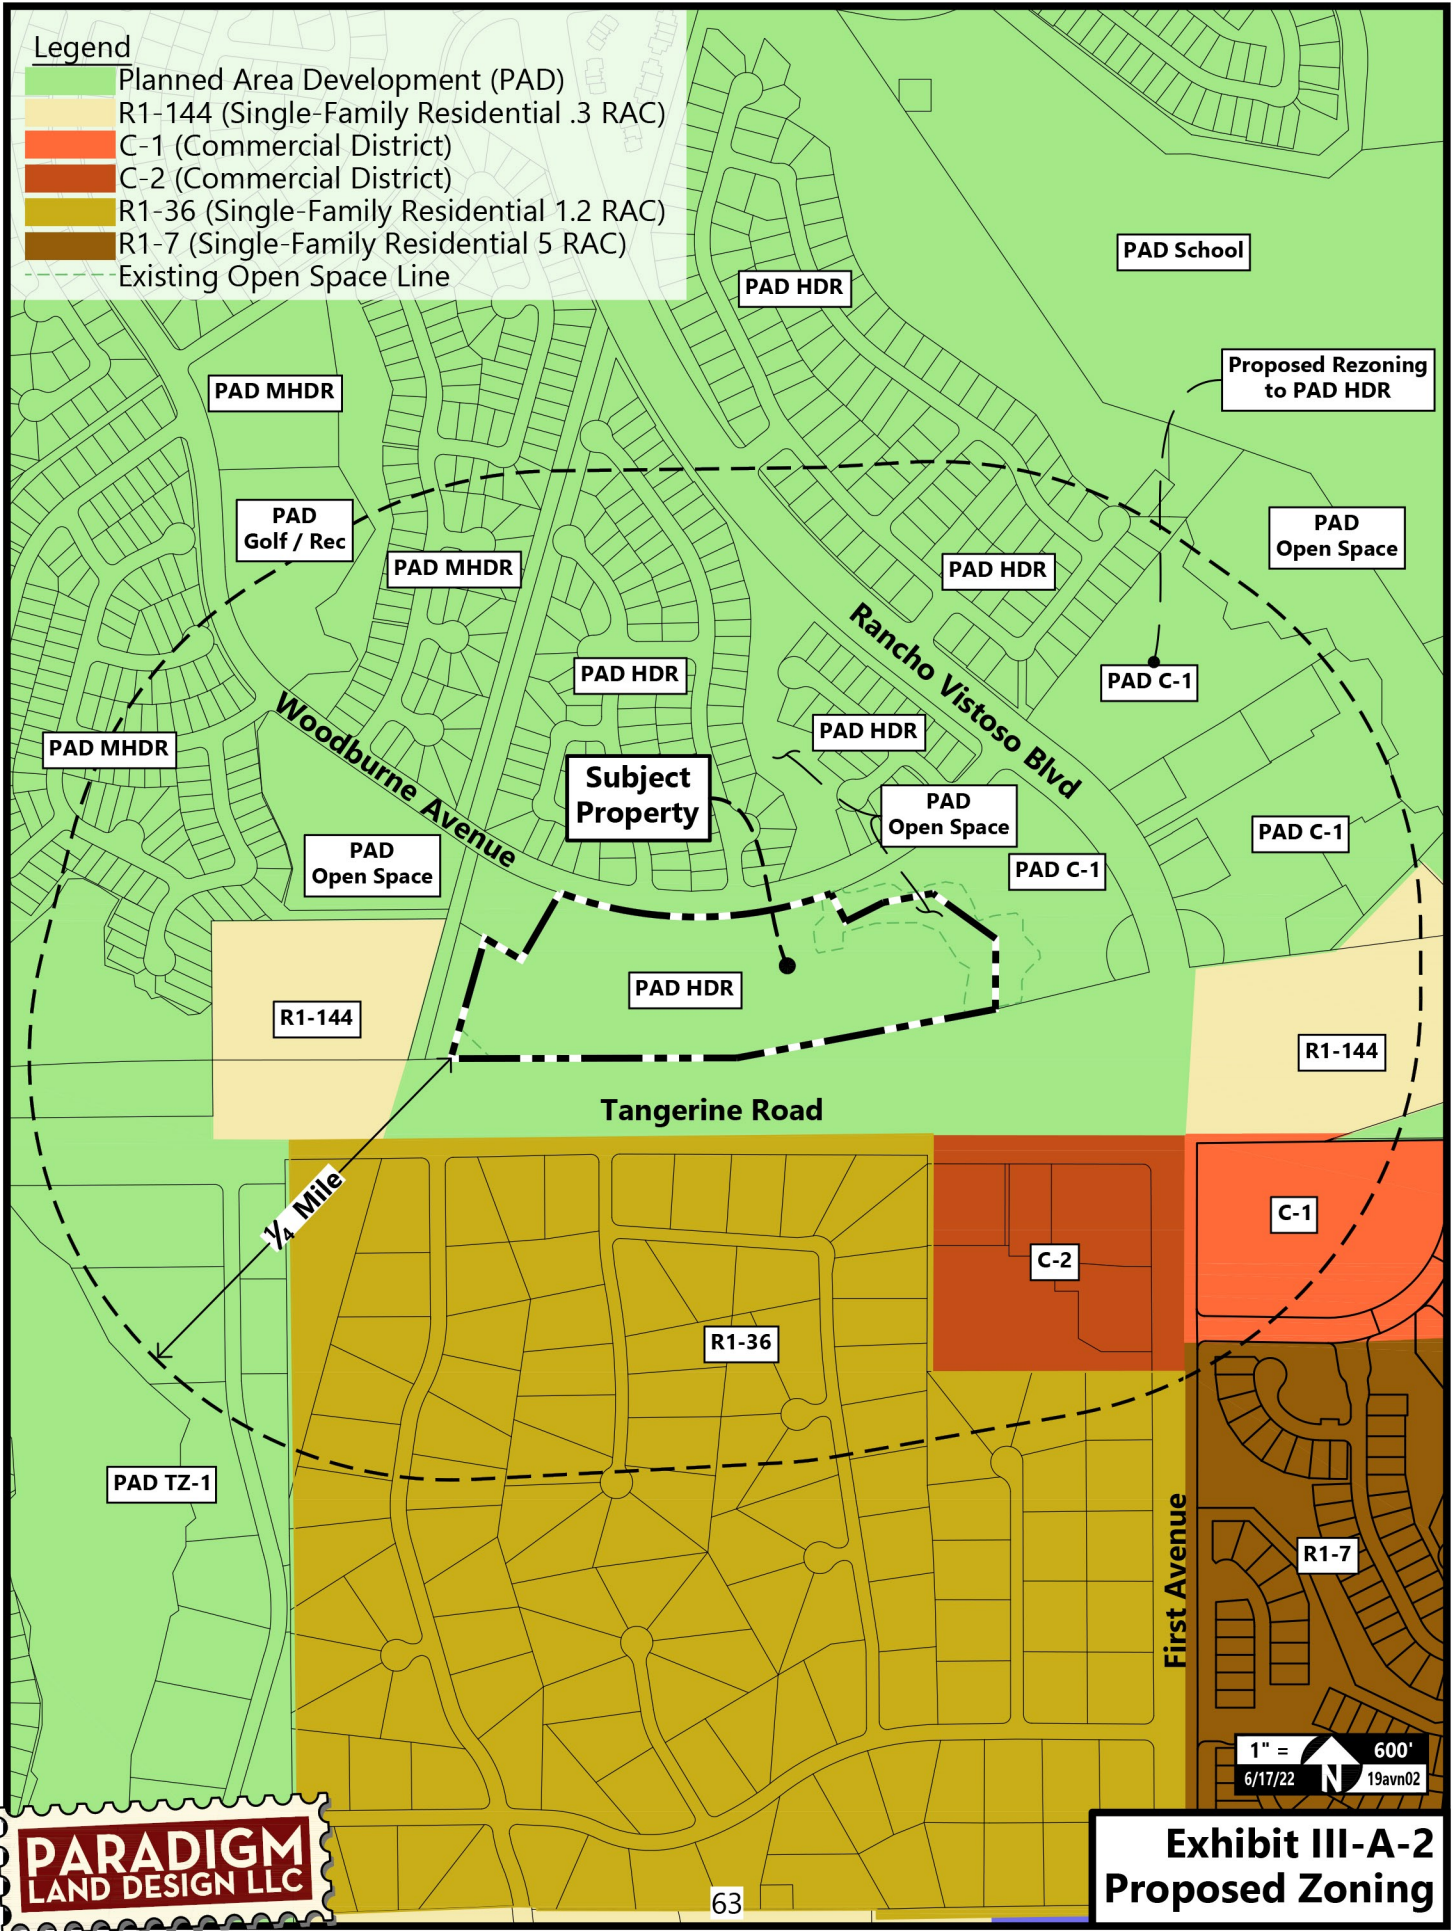 Legend
Planned Area Development (PAD)
R1-144 (Single-Family Residential .3 RAC)
C-1 (Commercial District)
C-2 (Commercial District)
R1-36 (Single-Family Residential 1.2 RAC)
R1-7 (Single-Family Residential 5 RAC)
Existing Open Space Line
PAD School
PAD HDR
Proposed Rezoning
to PAD HDR
PAD MHDR
PAD
Golf / Rec
PAD
Open Space
PAD MHDR
PAD HDR
Rancho Vistoso Blvd
PAD HDR
PAD C-1
Woodburne Avenue
PAD HDR
PAD MHDR
Subject
Property
PAD
Open Space
PAD C-1
PAD
Open Space
PAD C-1
PAD HDR
R1-144
R1-144
Tangerine Road
¼ Mile
C-1
C-2
R1-36
PAD TZ-1
First Avenue
R1-7
1" = 600'
6/17/22 N 19avn02
PARADIGM
LAND DESIGN LLC
Exhibit III-A-2
Proposed Zoning
63